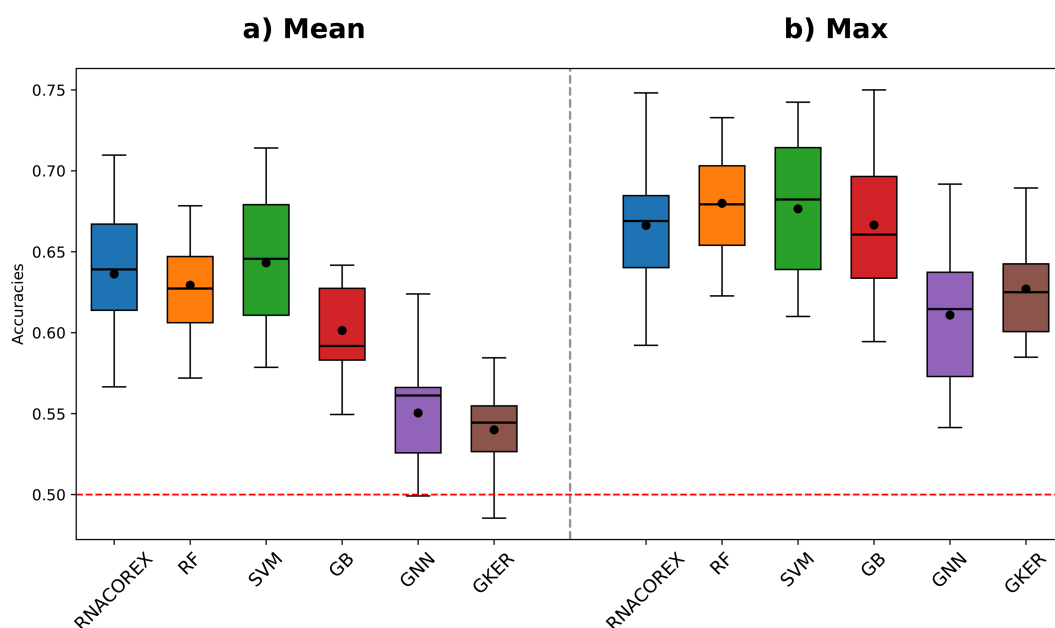 a) Mean
b) Max
Accuracies
0.75
0.70
0.65
0.60
0.55
0.50
RNACOREX
RF
SVM
GB
GNN
GKER
RNACOREX
RF
SVM
GB
GNN
GKER